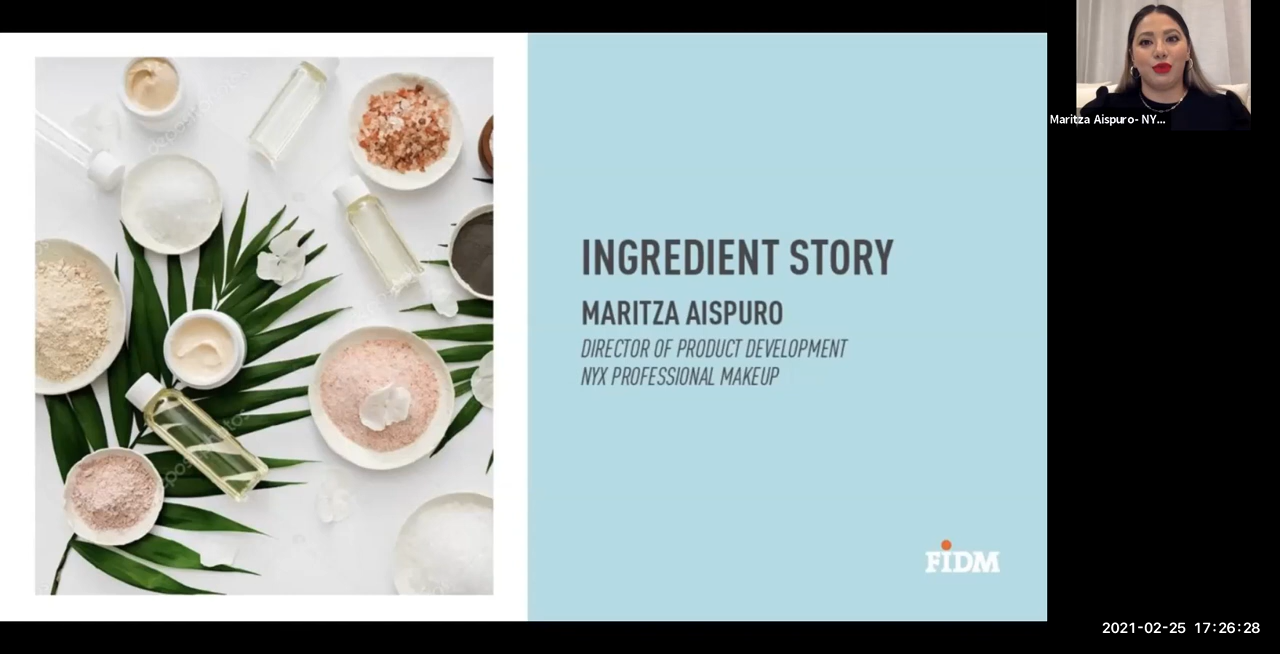 INGREDIENT STORY
MARITZA AISPURO
DIRECTOR OF PRODUCT DEVELOPMENT
NYX PROFESSIONAL MAKEUP
FIDM
Maritza Aispuro- NY...
2021-02-25 17:26:28